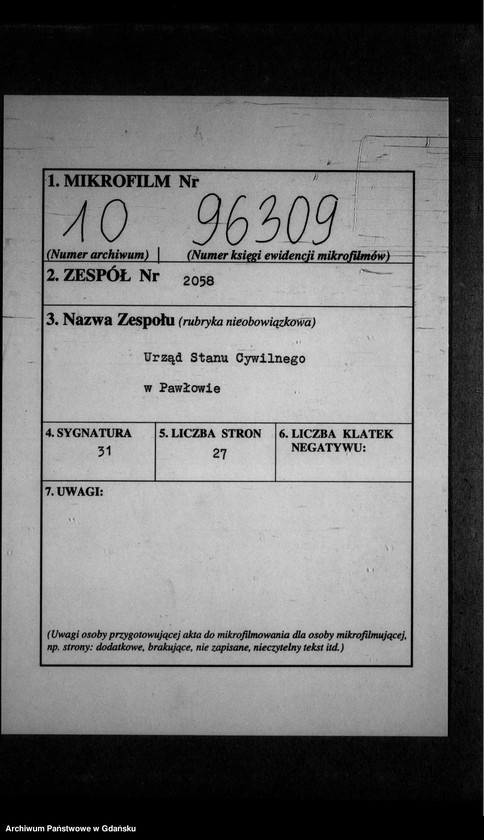 1. MIKROFILM Nr
10 96309
(Numer archiwum) (Numer księgi ewidencji mikrofilmów)
2. ZESPÓŁ Nr 2058
3. Nazwa Zespołu (rubryka nieobowiązkowa)
Urząd Stanu Cywilnego
w Pawłowie
4. SYGNATURA
31
5. LICZBA STRON
27
6. LICZBA KLATEK
NEGATYWU:
7. UWAGI:
(Uwagi osoby przygotowującej akta do mikrofilmowania dla osoby mikrofilmującej,
np. strony: dodatkowe, brakujące, nie zapisane, nieczytelny tekst itd.)
Archiwum Państwowe w Gdańsku